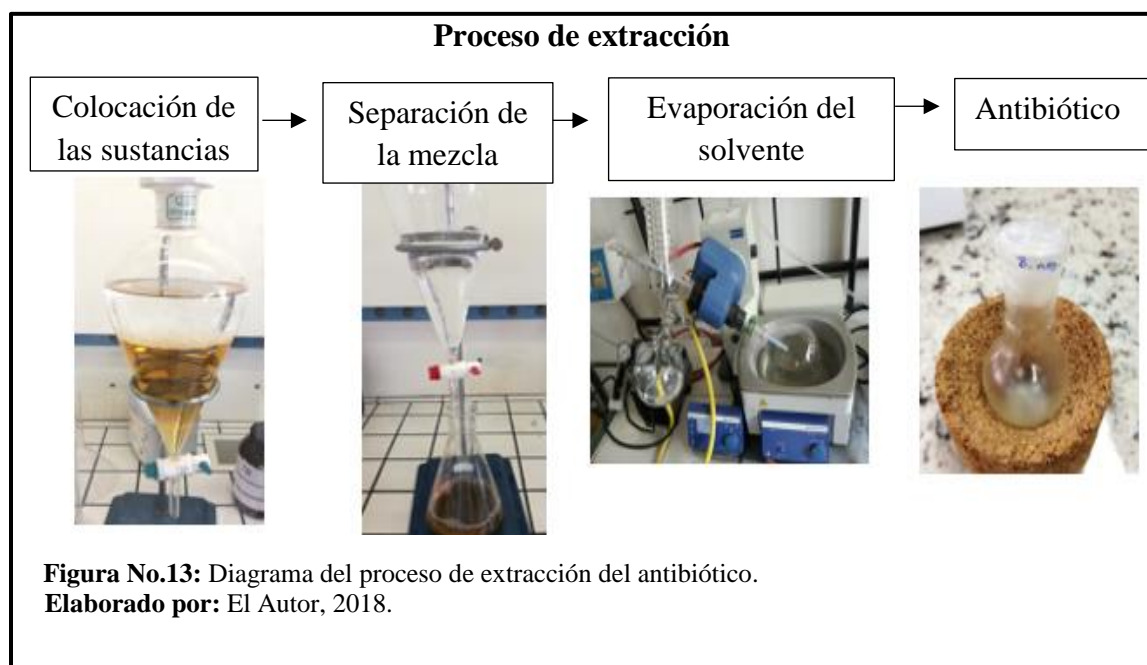 Proceso de extracción
Colocación de
las sustancias
Separación de
la mezcla
Evaporación del
solvente
Antibiótico
Figura No.13: Diagrama del proceso de extracción del antibiótico.
Elaborado por: El Autor, 2018.